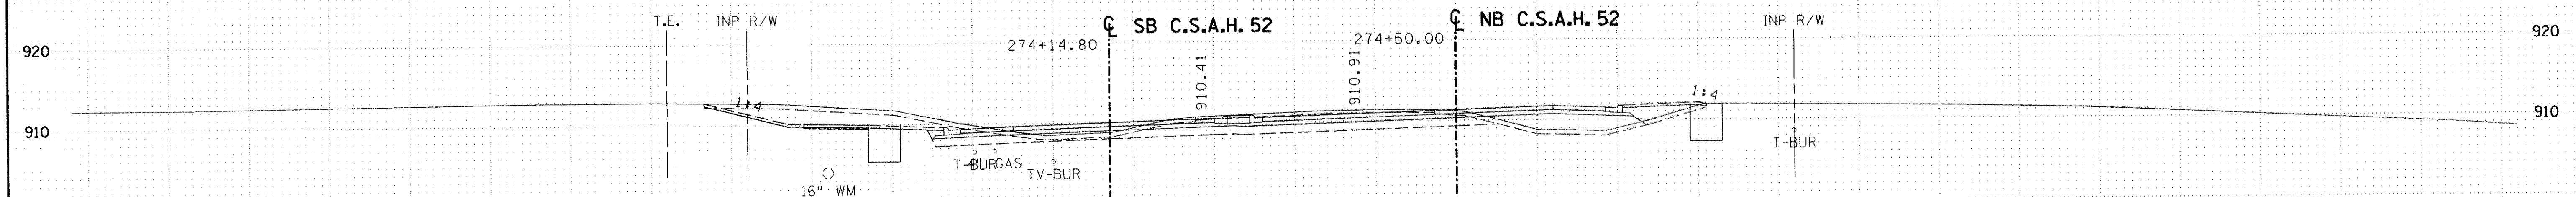 T.E. INP R/W
℄ SB C.S.A.H. 52
℄ NB C.S.A.H. 52
INP R/W
920
920
274+14.80
274+50.00
910.41
910.91
1:4
1:4
910
910
T-BUR
GAS
TV-BUR
T-BUR
16" WM